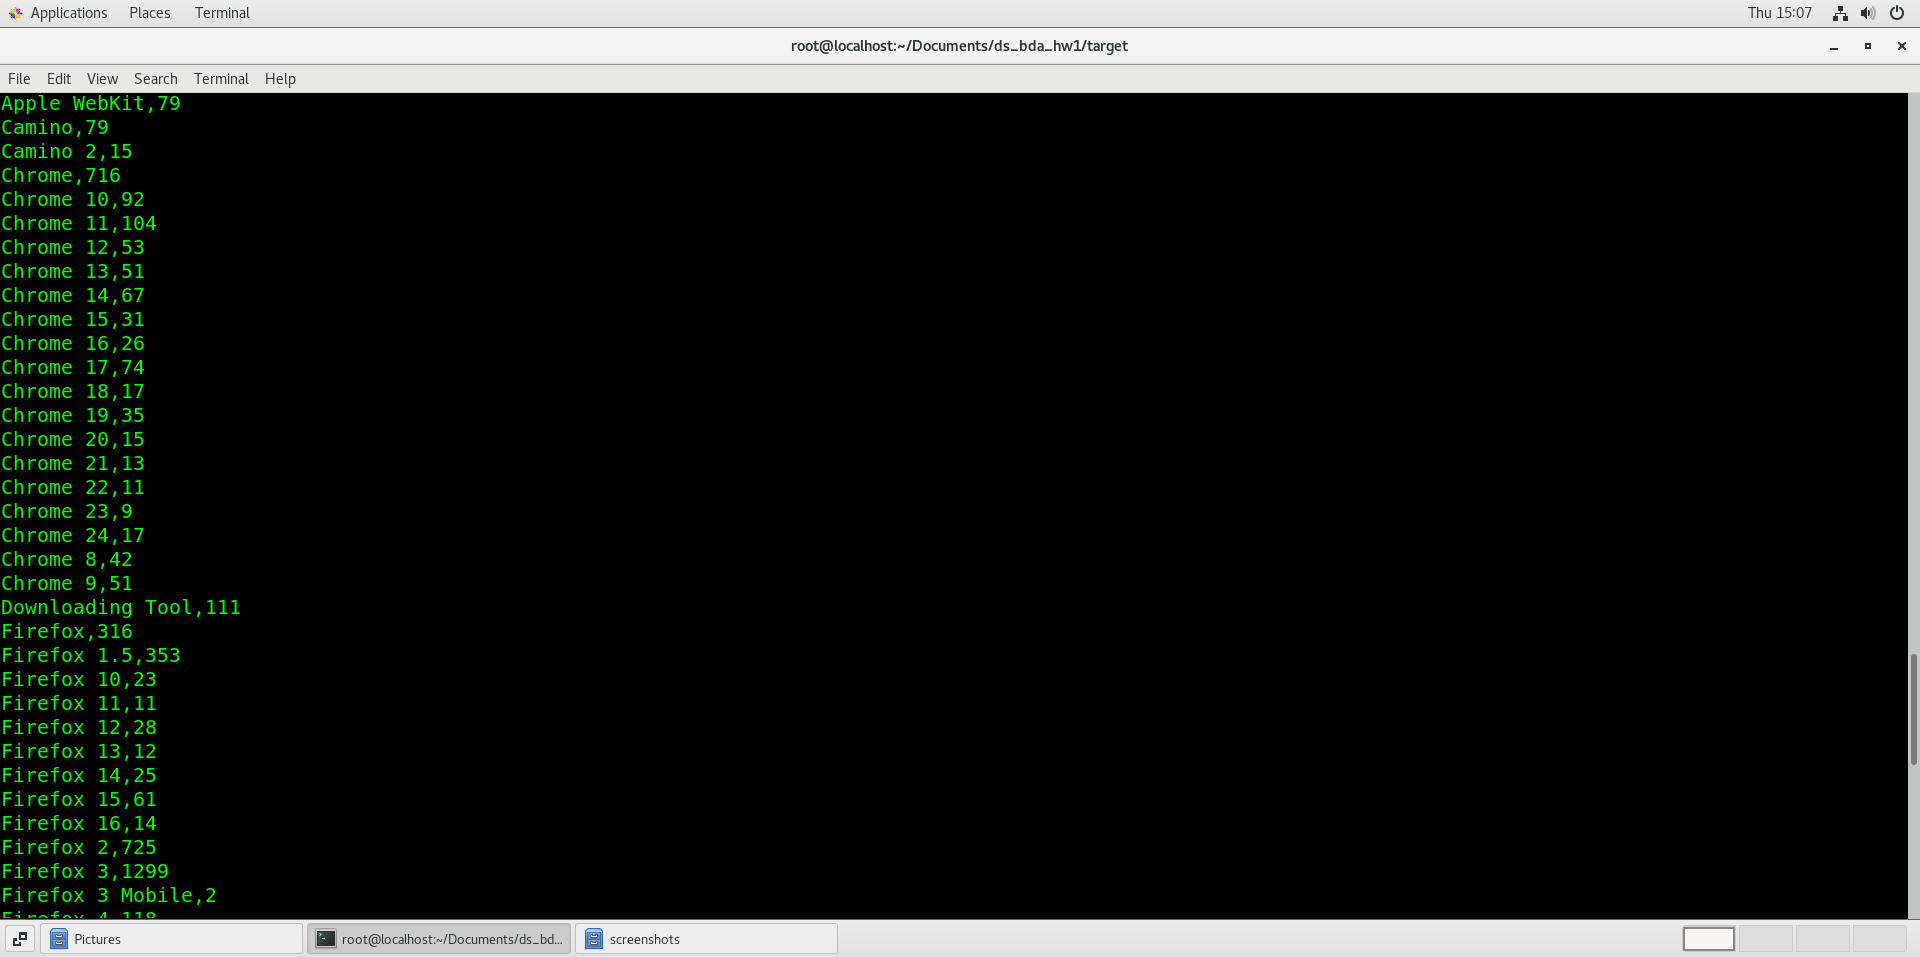 Applications Places Terminal Thu 15:07
root@localhost:~/Documents/ds_bda_hw1/target
File Edit View Search Terminal Help
Apple WebKit,79
Camino,79
Camino 2,15
Chrome,716
Chrome 10,92
Chrome 11,104
Chrome 12,53
Chrome 13,51
Chrome 14,67
Chrome 15,31
Chrome 16,26
Chrome 17,74
Chrome 18,17
Chrome 19,35
Chrome 20,15
Chrome 21,13
Chrome 22,11
Chrome 23,9
Chrome 24,17
Chrome 8,42
Chrome 9,51
Downloading Tool,111
Firefox,316
Firefox 1.5,353
Firefox 10,23
Firefox 11,11
Firefox 12,28
Firefox 13,12
Firefox 14,25
Firefox 15,61
Firefox 16,14
Firefox 2,725
Firefox 3,1299
Firefox 3 Mobile,2
Firefox 4,118
Pictures root@localhost:~/Documents/ds_bd... screenshots